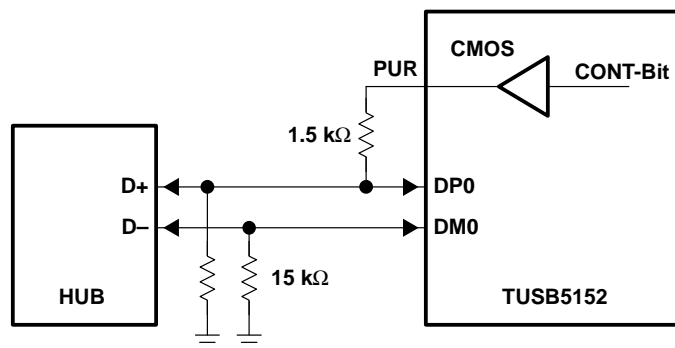 CMOS
PUR
CONT-Bit
1.5 kΩ
D+
DP0
D–
DM0
15 kΩ
HUB
TUSB5152